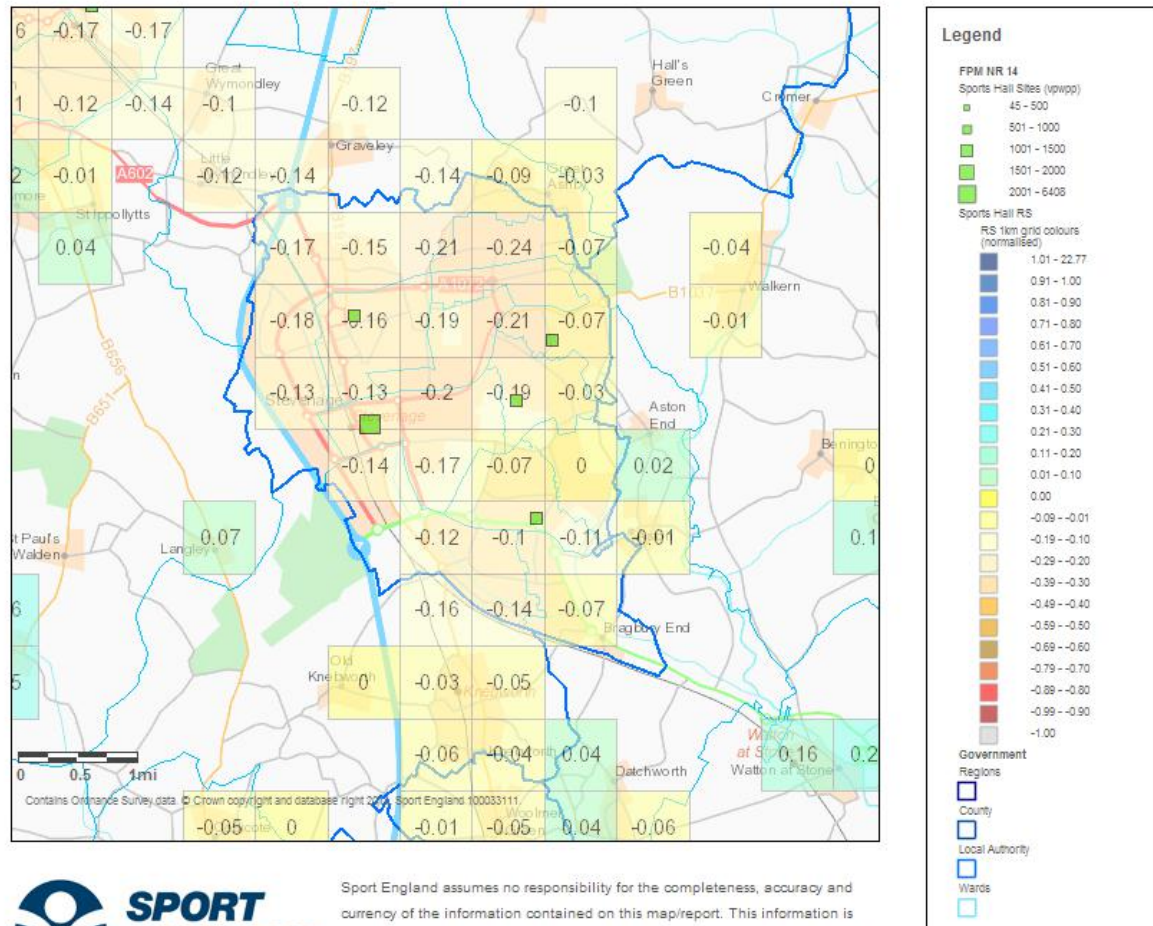 6 -0.17 -0.17
Great
Wymondley
B197
Hall's
Green
Cromer
1 -0.12 -0.14 -0.1 -0.12 -0.1
Graveley
2 -0.01 A602 Little -0.12 -0.14 -0.14 -0.09 -0.03
St Ippollytts
0.04 -0.17 -0.15 -0.21 -0.24 -0.07 -0.04
Walkern
B1037
-0.18 -0.16 -0.19 -0.21 -0.07 -0.01
B656
B651
n
-0.13 -0.13 -0.2 -0.19 -0.03
Stevenage
Aston
End
-0.14 -0.17 -0.07 0 0.02 0
t Paul's
Walden
Langley
0.07 -0.12 -0.1 -0.11 -0.01 0.1
6 -0.16 -0.14 -0.07
Bragbury End
Old
Knebworth
5 0 -0.03 -0.05
Knebworth
-0.06 -0.04 0.04 0.16 0.2
Watton
at Stone
Datchworth
Watton at Stone
0 0.5 1mi
-0.05 0 -0.01 -0.05 0.04 -0.06
Legend
FPM NR 14
Sports Hall Sites (vpwpp)
45 - 500
501 - 1000
1001 - 1500
1501 - 2000
2001 - 6408
Sports Hall RS
RS 1km grid colours
(normalised)
1.01 - 22.77
0.91 - 1.00
0.81 - 0.90
0.71 - 0.80
0.61 - 0.70
0.51 - 0.60
0.41 - 0.50
0.31 - 0.40
0.21 - 0.30
0.11 - 0.20
0.01 - 0.10
0.00
-0.09 - -0.01
-0.19 - -0.10
-0.29 - -0.20
-0.39 - -0.30
-0.49 - -0.40
-0.59 - -0.50
-0.69 - -0.60
-0.79 - -0.70
-0.89 - -0.80
-0.99 - -0.90
-1.00
Government
Regions
County
Local Authority
Wards
Contains Ordnance Survey data. © Crown copyright and database right Sport England 100033111.
SPORT
Sport England assumes no responsibility for the completeness, accuracy and
currency of the information contained on this map/report. This information is